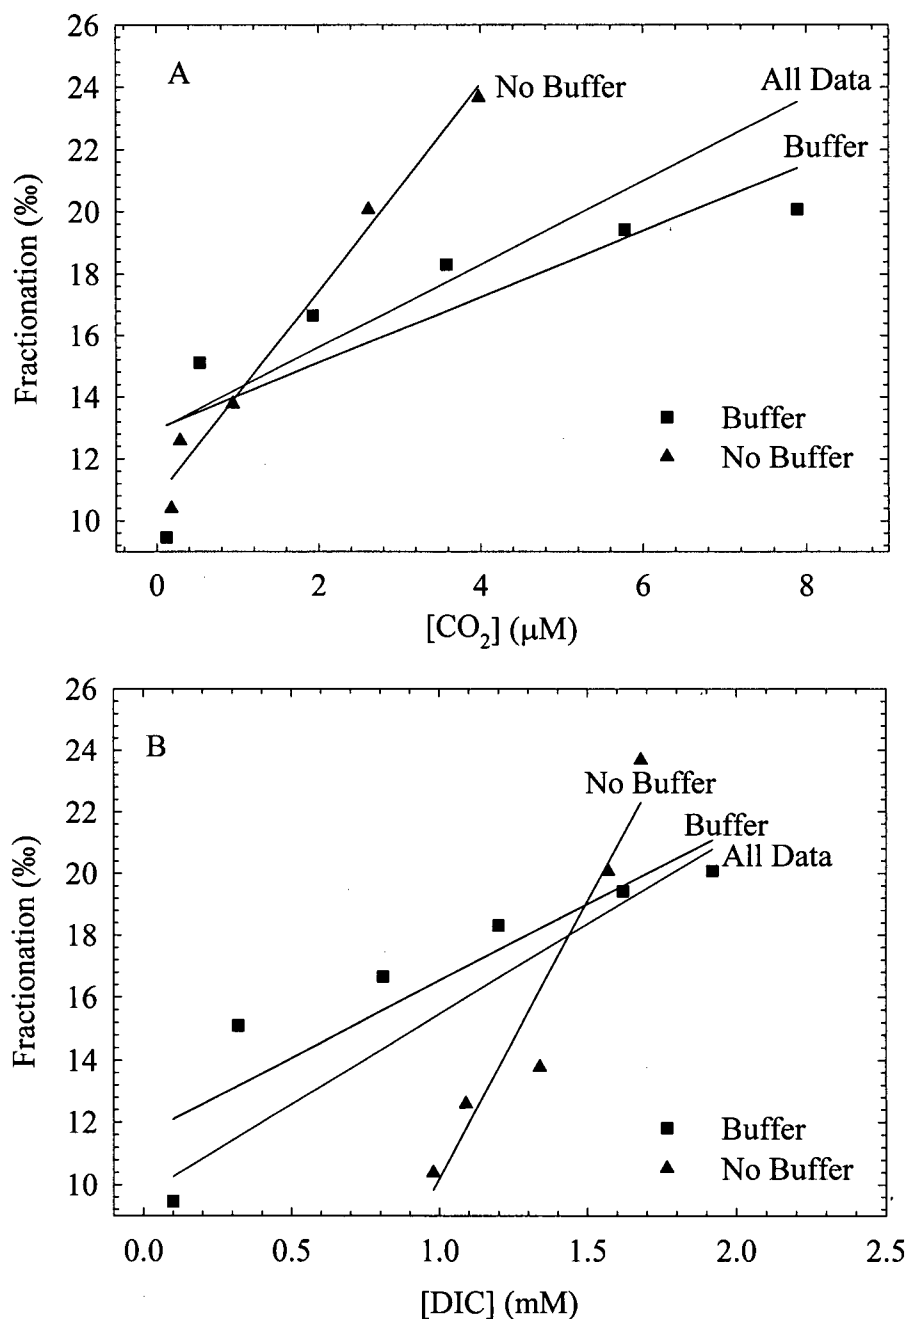 26
24
22
20
18
16
14
12
10
A
No Buffer
All Data
Buffer
Buffer
No Buffer
Fractionation (‰)
0 2 4 6 8
[CO₂] (μM)
26
24
22
20
18
16
14
12
10
B
No Buffer
Buffer
All Data
Buffer
No Buffer
Fractionation (‰)
0.0 0.5 1.0 1.5 2.0 2.5
[DIC] (mM)